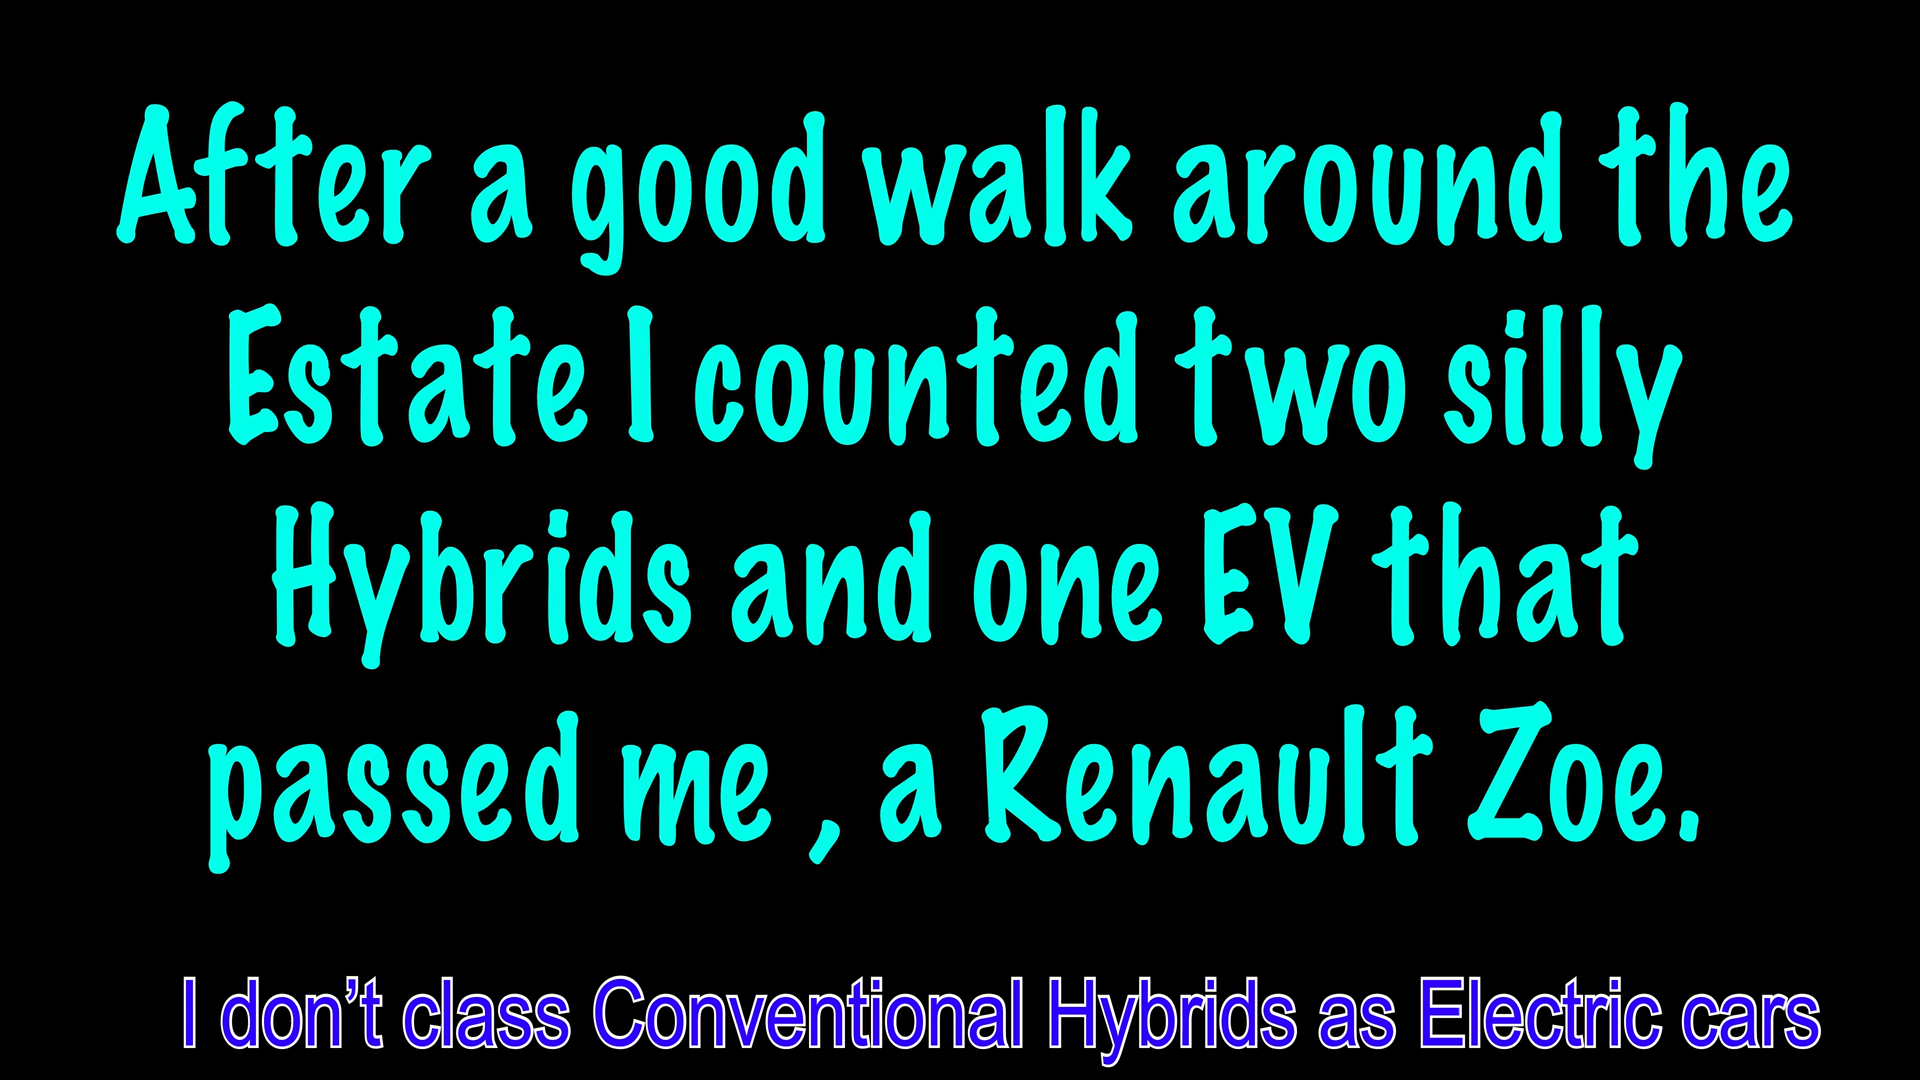 After a good walk around the
Estate I counted two silly
Hybrids and one EV that
passed me , a Renault Zoe.
I don’t class Conventional Hybrids as Electric cars